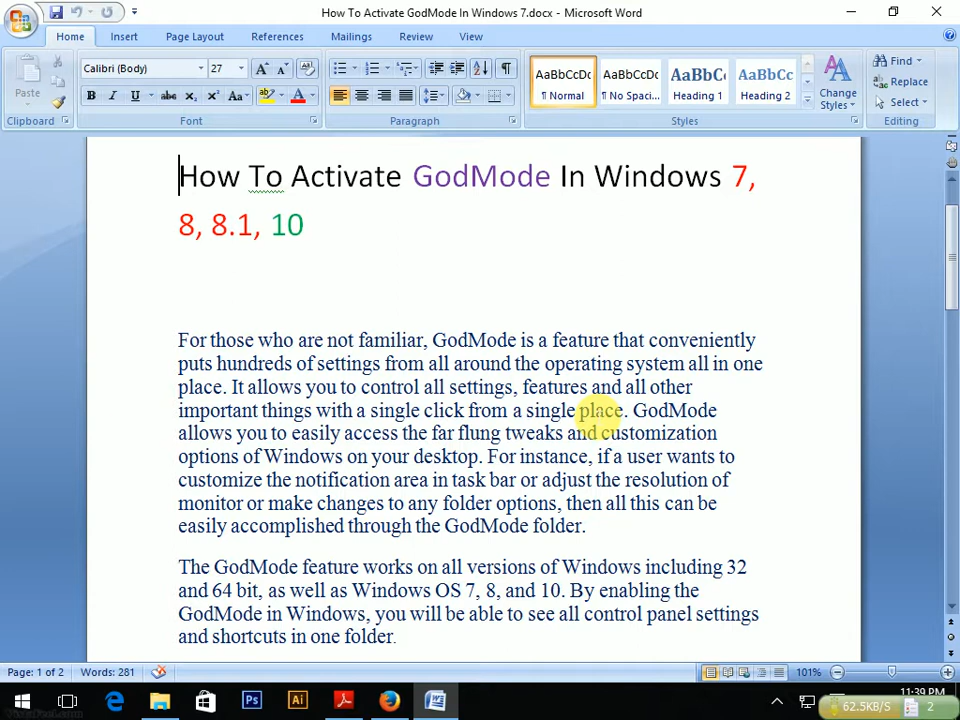 How To Activate GodMode In Windows 7.docx - Microsoft Word
Home Insert Page Layout References Mailings Review View
Calibri (Body) 27
AaBbCcDc AaBbCcDc AaBbCc AaBbCc
¶ Normal ¶ No Spaci... Heading 1 Heading 2
Paste
B I U abc X₂ X² Aa
Change
Styles
Find
Replace
Select
Clipboard Font Paragraph Styles Editing
How To Activate GodMode In Windows 7,
8, 8.1, 10
For those who are not familiar, GodMode is a feature that conveniently
puts hundreds of settings from all around the operating system all in one
place. It allows you to control all settings, features and all other
important things with a single click from a single place. GodMode
allows you to easily access the far flung tweaks and customization
options of Windows on your desktop. For instance, if a user wants to
customize the notification area in task bar or adjust the resolution of
monitor or make changes to any folder options, then all this can be
easily accomplished through the GodMode folder.
The GodMode feature works on all versions of Windows including 32
and 64 bit, as well as Windows OS 7, 8, and 10. By enabling the
GodMode in Windows, you will be able to see all control panel settings
and shortcuts in one folder.
Page: 1 of 2 Words: 281 101%
Ps Ai
11:39 PM
62.5KB/S 2